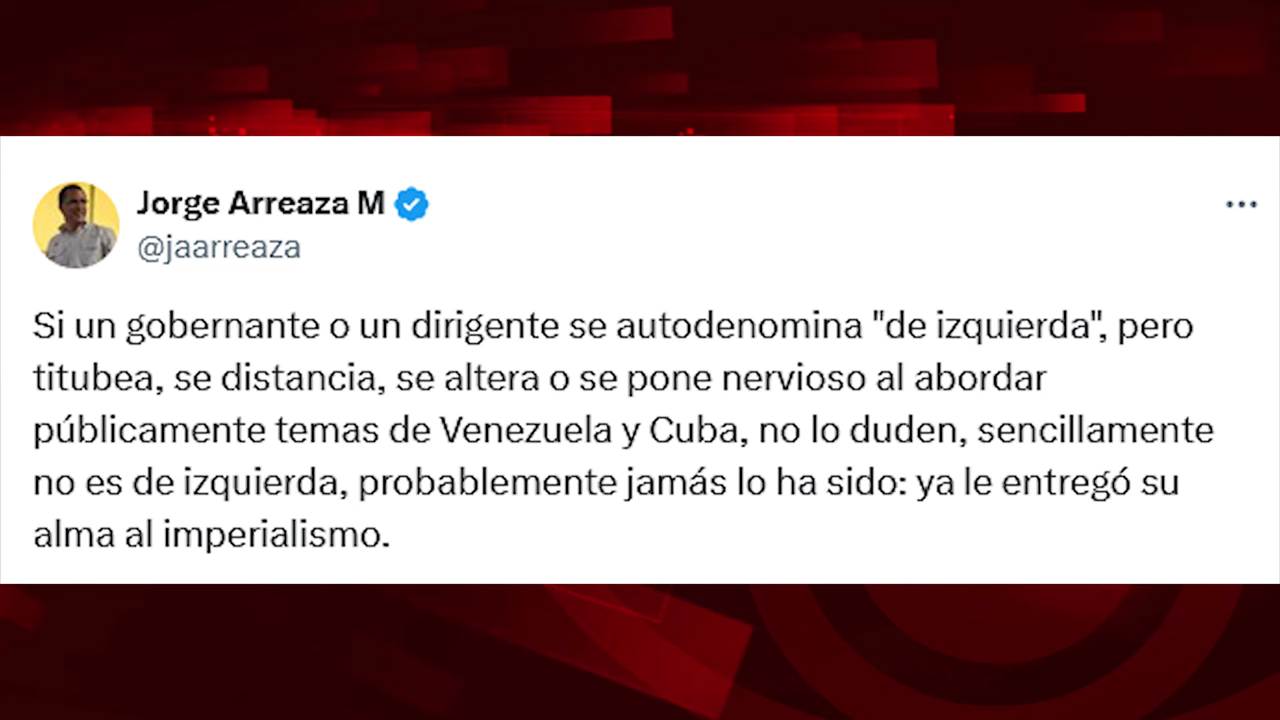 Jorge Arreaza M
@jaarreaza
Si un gobernante o un dirigente se autodenomina "de izquierda", pero
titubea, se distancia, se altera o se pone nervioso al abordar
públicamente temas de Venezuela y Cuba, no lo duden, sencillamente
no es de izquierda, probablemente jamás lo ha sido: ya le entregó su
alma al imperialismo.